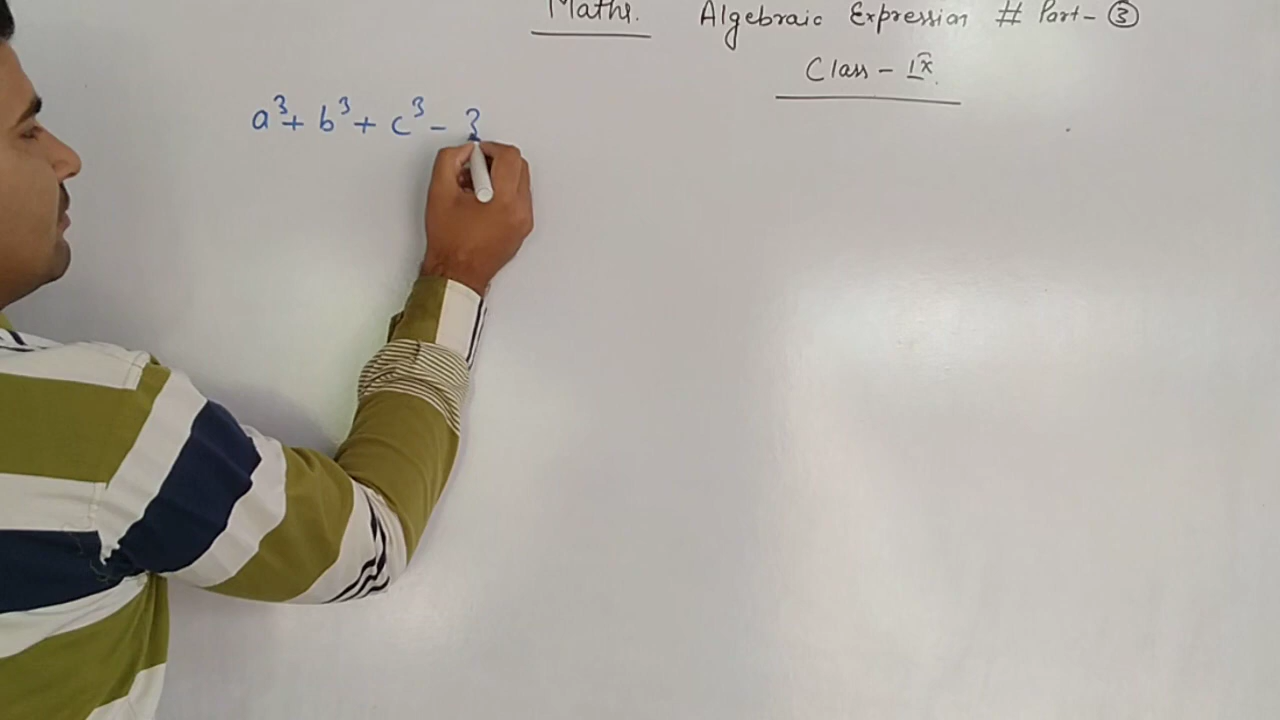 Maths. Algebraic Expression # Part- ③
Class - IX.
a³+ b³+ c³- 3